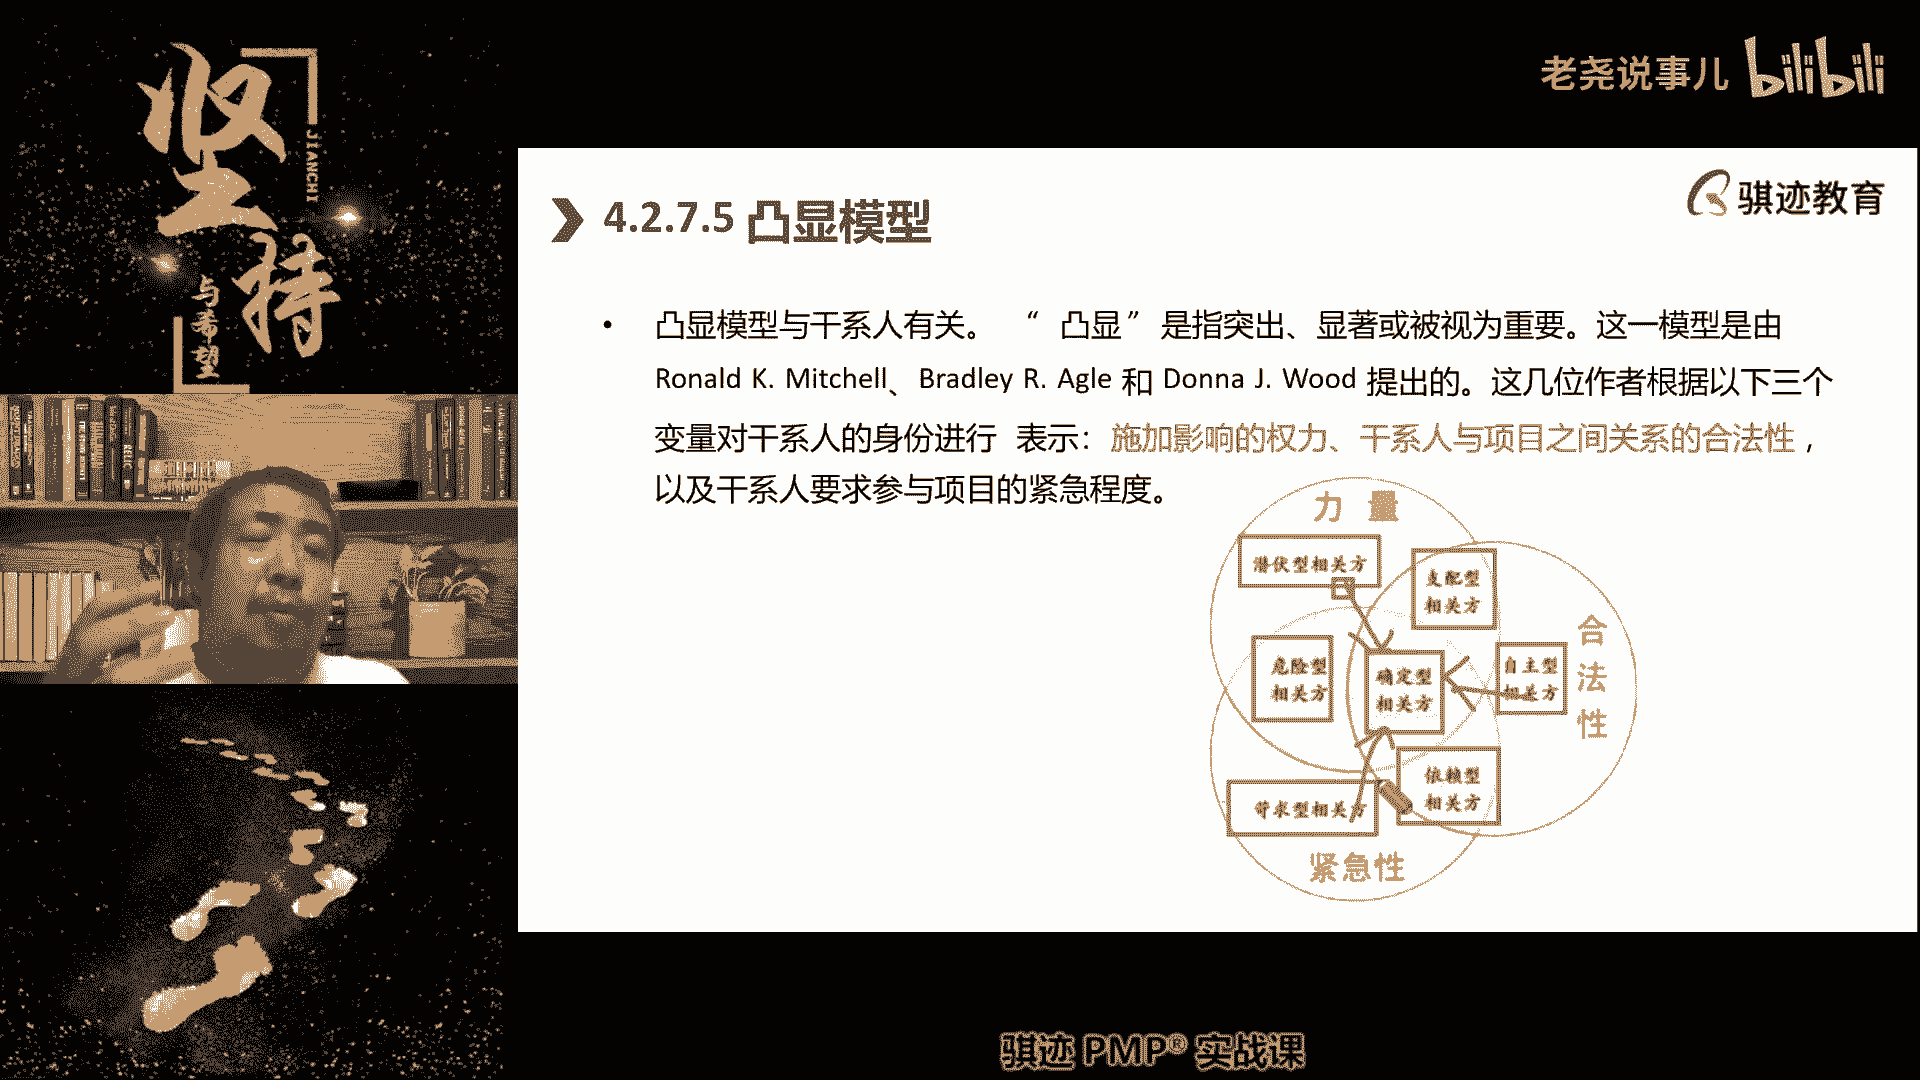 坚持
JIANCHI
与希望
老尧说事儿 bilibili
骐迹教育
4.2.7.5 凸显模型
• 凸显模型与干系人有关。 “ 凸显” 是指突出、显著或被视为重要。这一模型是由
Ronald K. Mitchell、Bradley R. Agle 和 Donna J. Wood 提出的。这几位作者根据以下三个
变量对干系人的身份进行 表示：施加影响的权力、干系人与项目之间关系的合法性，
以及干系人要求参与项目的紧急程度。
力 量
潜伏型相关方
支配型
相关方
合法性
危险型
相关方
确定型
相关方
自主型
相关方
依赖型
相关方
苛求型相关方
紧急性
骐迹 PMP® 实战课